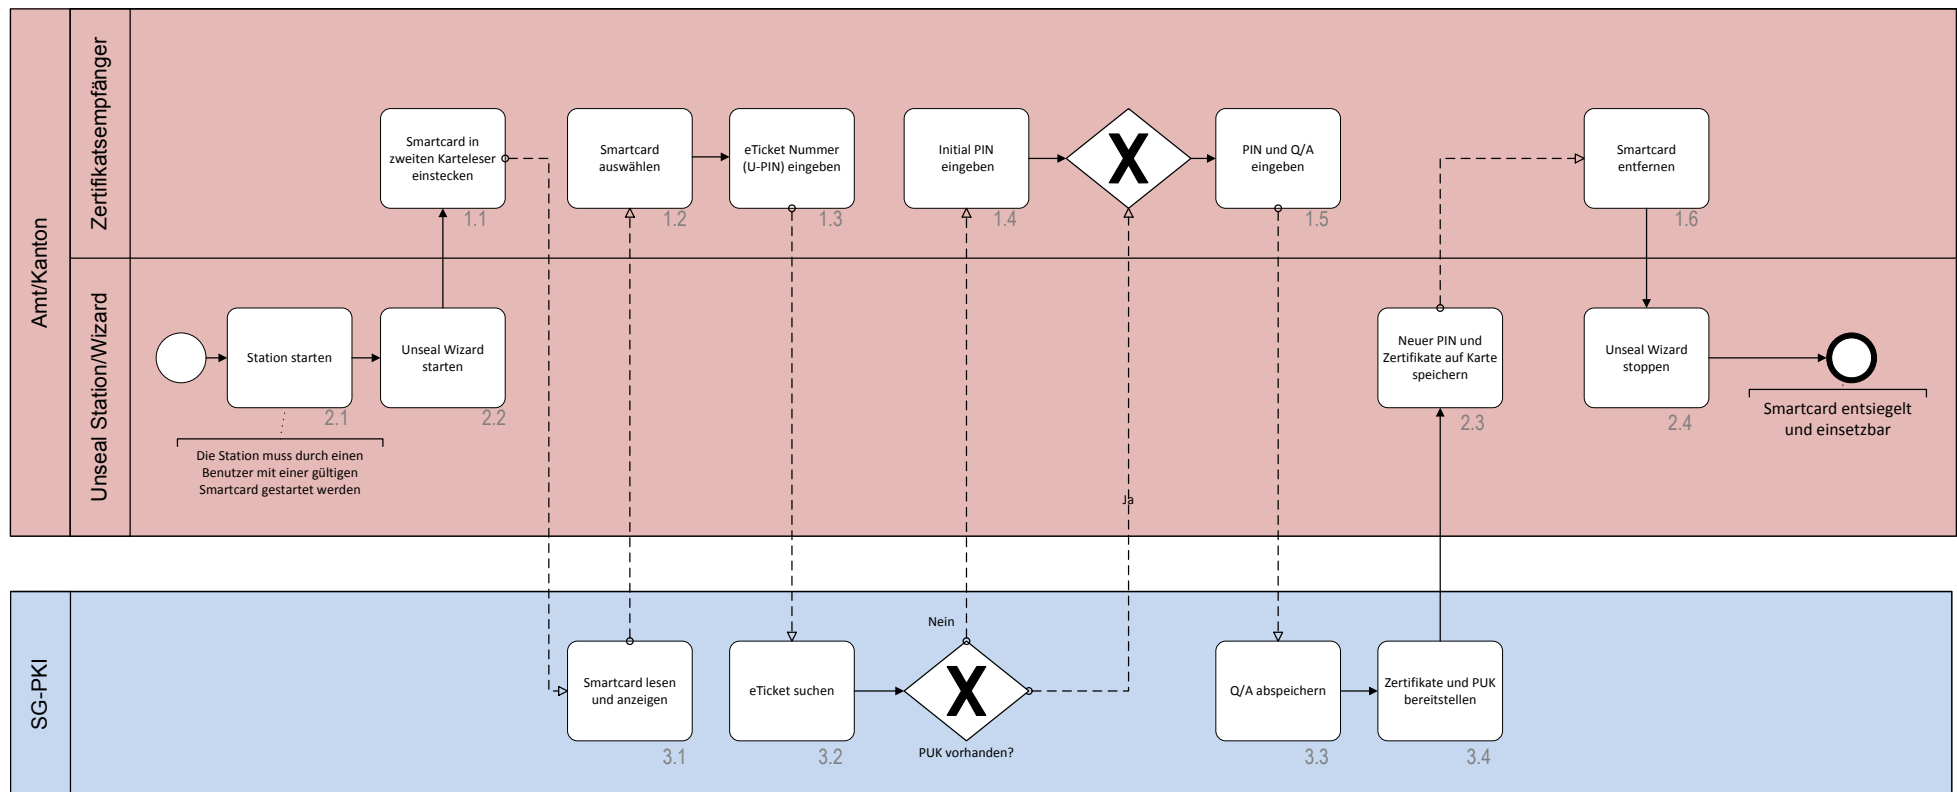 Amt/Kanton
Zertifikatsempfänger
Smartcard in
zweiten Karteleser
einstecken
1.1
Smartcard
auswählen
1.2
eTicket Nummer
(U-PIN) eingeben
1.3
Initial PIN
eingeben
1.4
X
PIN und Q/A
eingeben
1.5
Smartcard
entfernen
1.6
Unseal Station/Wizard
Station starten
2.1
Die Station muss durch einen
Benutzer mit einer gültigen
Smartcard gestartet werden
Unseal Wizard
starten
2.2
Ja
Neuer PIN und
Zertifikate auf Karte
speichern
2.3
Unseal Wizard
stoppen
2.4
Smartcard entsiegelt
und einsetzbar
SG-PKI
Smartcard lesen
und anzeigen
3.1
eTicket suchen
3.2
Nein
X
PUK vorhanden?
Q/A abspeichern
3.3
Zertifikate und PUK
bereitstellen
3.4